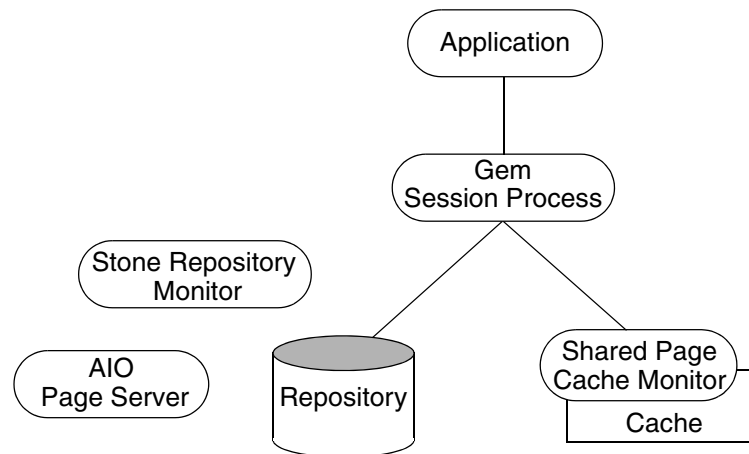 Application
Gem
Session Process
Stone Repository
Monitor
AIO
Page Server
Repository
Shared Page
Cache Monitor
Cache